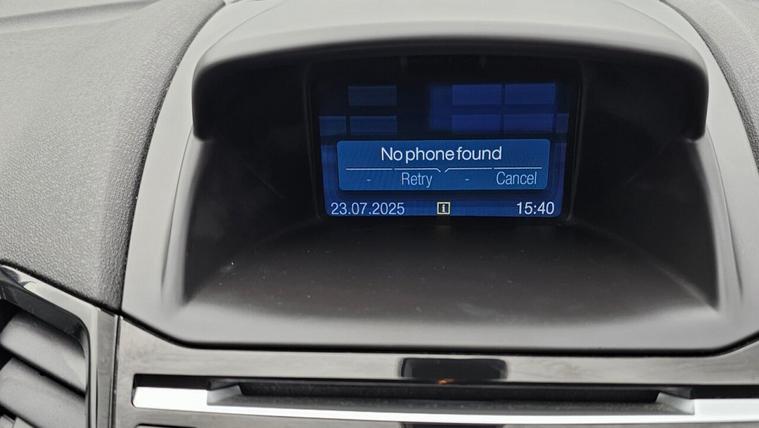 No phone found
- Retry - Cancel
23.07.2025 i 15:40